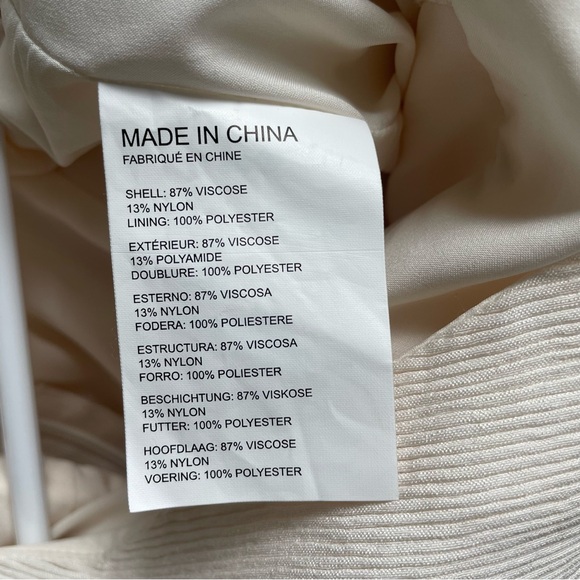 MADE IN CHINA
FABRIQUÉ EN CHINE
SHELL: 87% VISCOSE
13% NYLON
LINING: 100% POLYESTER
EXTÉRIEUR: 87% VISCOSE
13% POLYAMIDE
DOUBLURE: 100% POLYESTER
ESTERNO: 87% VISCOSA
13% NYLON
FODERA: 100% POLIESTERE
ESTRUCTURA: 87% VISCOSA
13% NYLON
FORRO: 100% POLYESTER
BESCHICHTUNG: 87% VISKOSE
13% NYLON
FUTTER: 100% POLYESTER
HOOFDLAAG: 87% VISCOSE
13% NYLON
VOERING: 100% POLYESTER